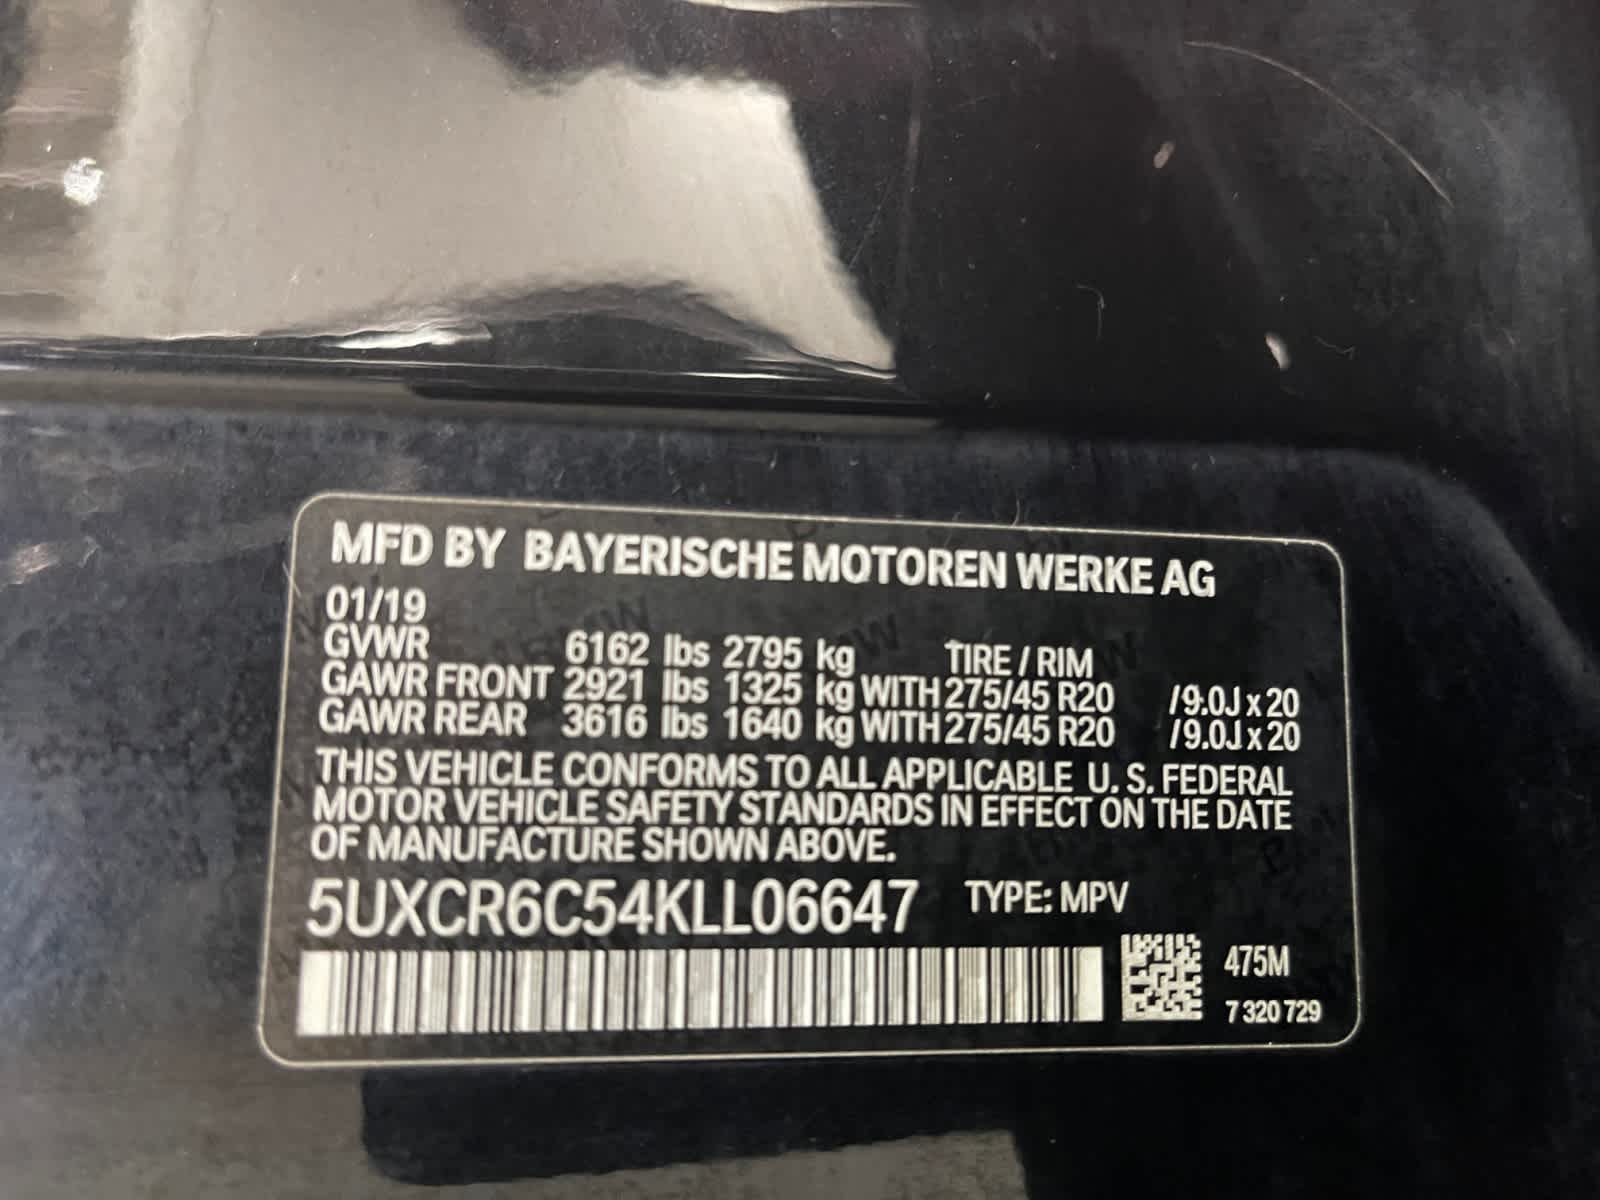 MFD BY BAYERISCHE MOTOREN WERKE AG
01/19
GVWR 6162 lbs 2795 kg TIRE / RIM
GAWR FRONT 2921 lbs 1325 kg WITH 275/45 R20 /9.0J x 20
GAWR REAR 3616 lbs 1640 kg WITH 275/45 R20 /9.0J x 20
THIS VEHICLE CONFORMS TO ALL APPLICABLE U. S. FEDERAL
MOTOR VEHICLE SAFETY STANDARDS IN EFFECT ON THE DATE
OF MANUFACTURE SHOWN ABOVE.
5UXCR6C54KLL06647 TYPE: MPV
475M
7 320 729